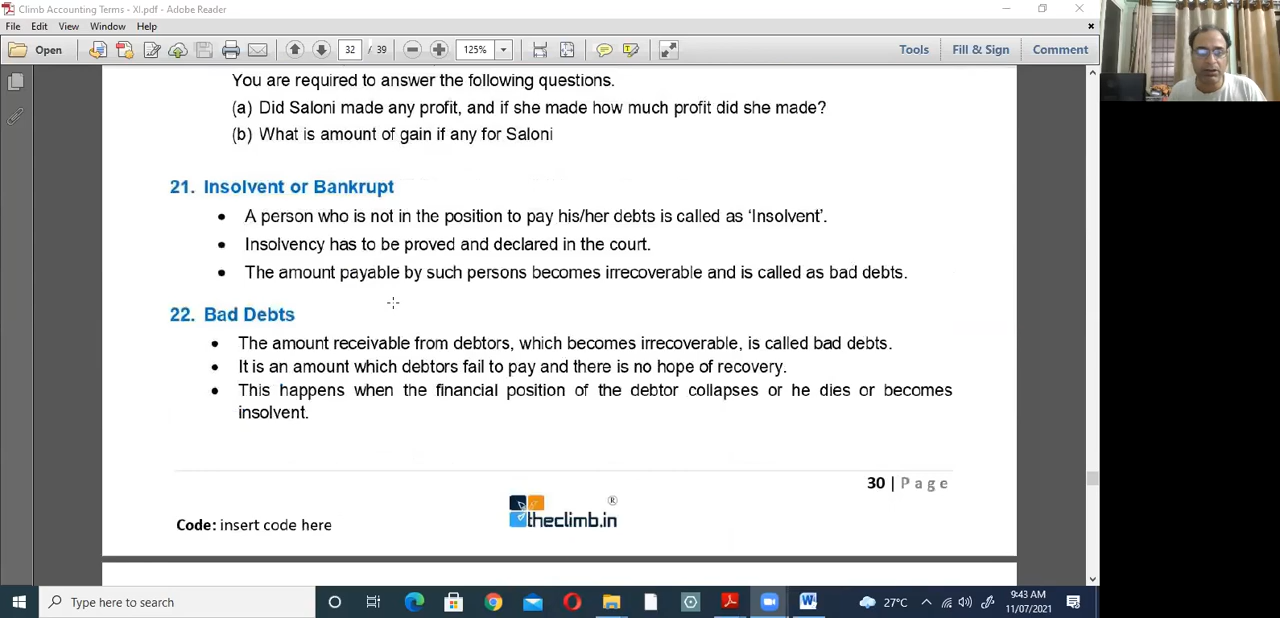 Climb Accounting Terms - XI.pdf - Adobe Reader
File Edit View Window Help
Open 32 / 39 125% Tools Fill & Sign Comment
You are required to answer the following questions.
(a) Did Saloni made any profit, and if she made how much profit did she made?
(b) What is amount of gain if any for Saloni
21. Insolvent or Bankrupt
• A person who is not in the position to pay his/her debts is called as ‘Insolvent’.
• Insolvency has to be proved and declared in the court.
• The amount payable by such persons becomes irrecoverable and is called as bad debts.
22. Bad Debts
• The amount receivable from debtors, which becomes irrecoverable, is called bad debts.
• It is an amount which debtors fail to pay and there is no hope of recovery.
• This happens when the financial position of the debtor collapses or he dies or becomes
insolvent.
30 | Page
Code: insert code here
theclimb.in ®
Type here to search
27°C
9:43 AM
11/07/2021